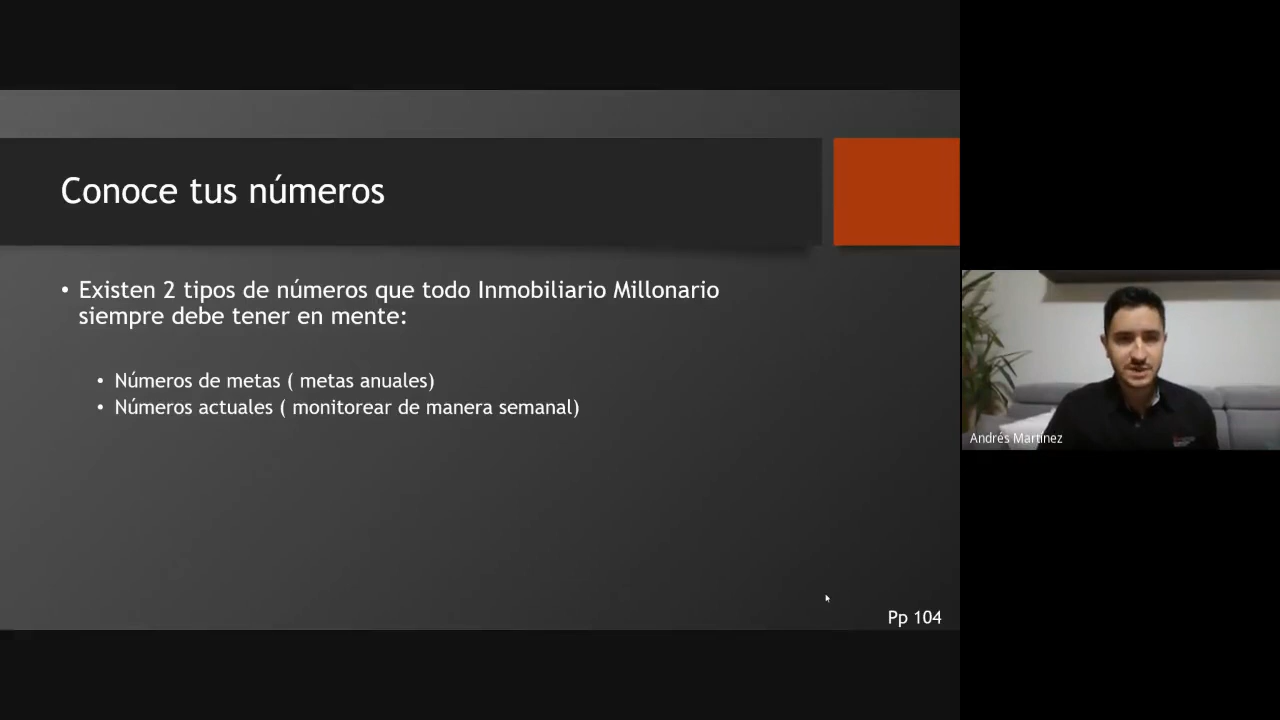 Conoce tus números
• Existen 2 tipos de números que todo Inmobiliario Millonario
siempre debe tener en mente:
• Números de metas ( metas anuales)
• Números actuales ( monitorear de manera semanal)
Pp 104
Andrés Martínez